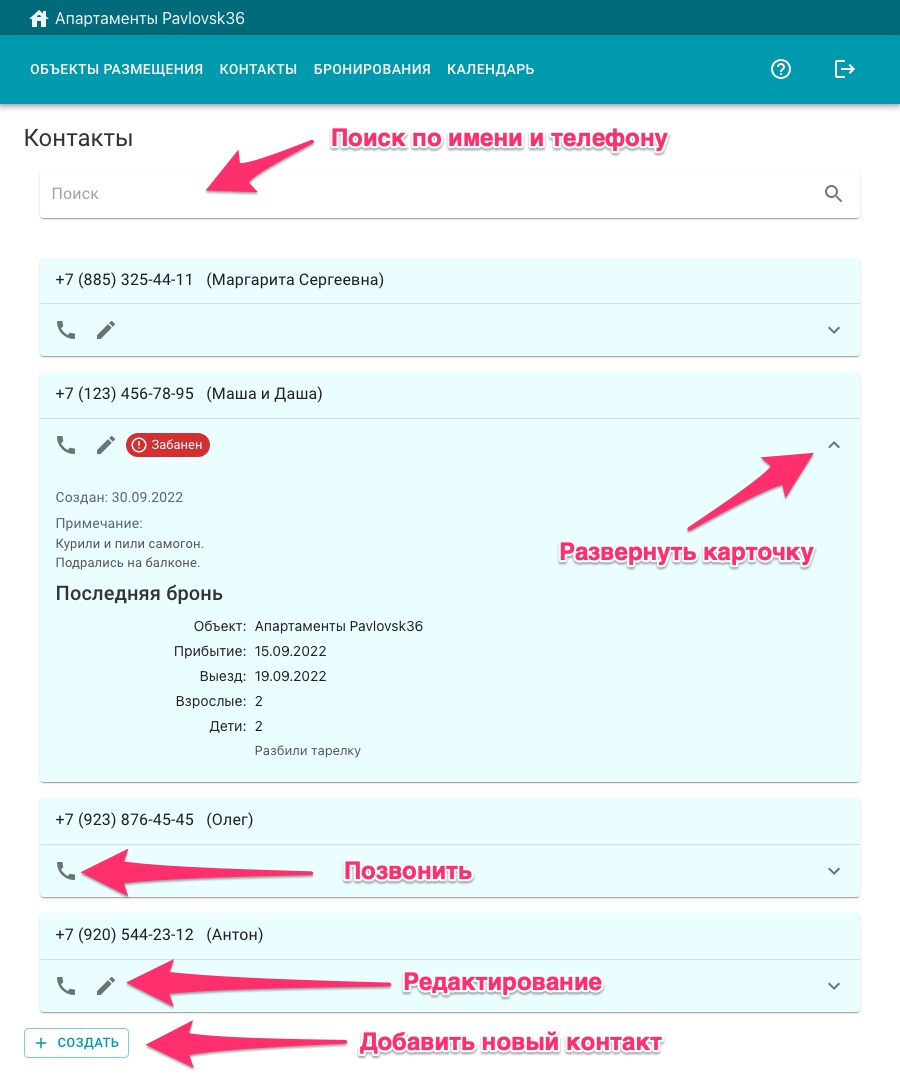 Апартаменты Pavlovsk36
ОБЪЕКТЫ РАЗМЕЩЕНИЯ КОНТАКТЫ БРОНИРОВАНИЯ КАЛЕНДАРЬ
Контакты
Поиск по имени и телефону
Поиск
+7 (885) 325-44-11 (Маргарита Сергеевна)
+7 (123) 456-78-95 (Маша и Даша)
Забанен
Создан: 30.09.2022
Примечание:
Курили и пили самогон.
Подрались на балконе.
Развернуть карточку
Последняя бронь
Объект: Апартаменты Pavlovsk36
Прибытие: 15.09.2022
Выезд: 19.09.2022
Взрослые: 2
Дети: 2
Разбили тарелку
+7 (923) 876-45-45 (Олег)
Позвонить
+7 (920) 544-23-12 (Антон)
Редактирование
+ СОЗДАТЬ
Добавить новый контакт